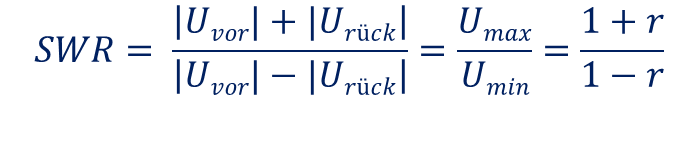 SWR = |U_vor| + |U_rück| / |U_vor| − |U_rück| = U_max / U_min = 1 + r / 1 − r